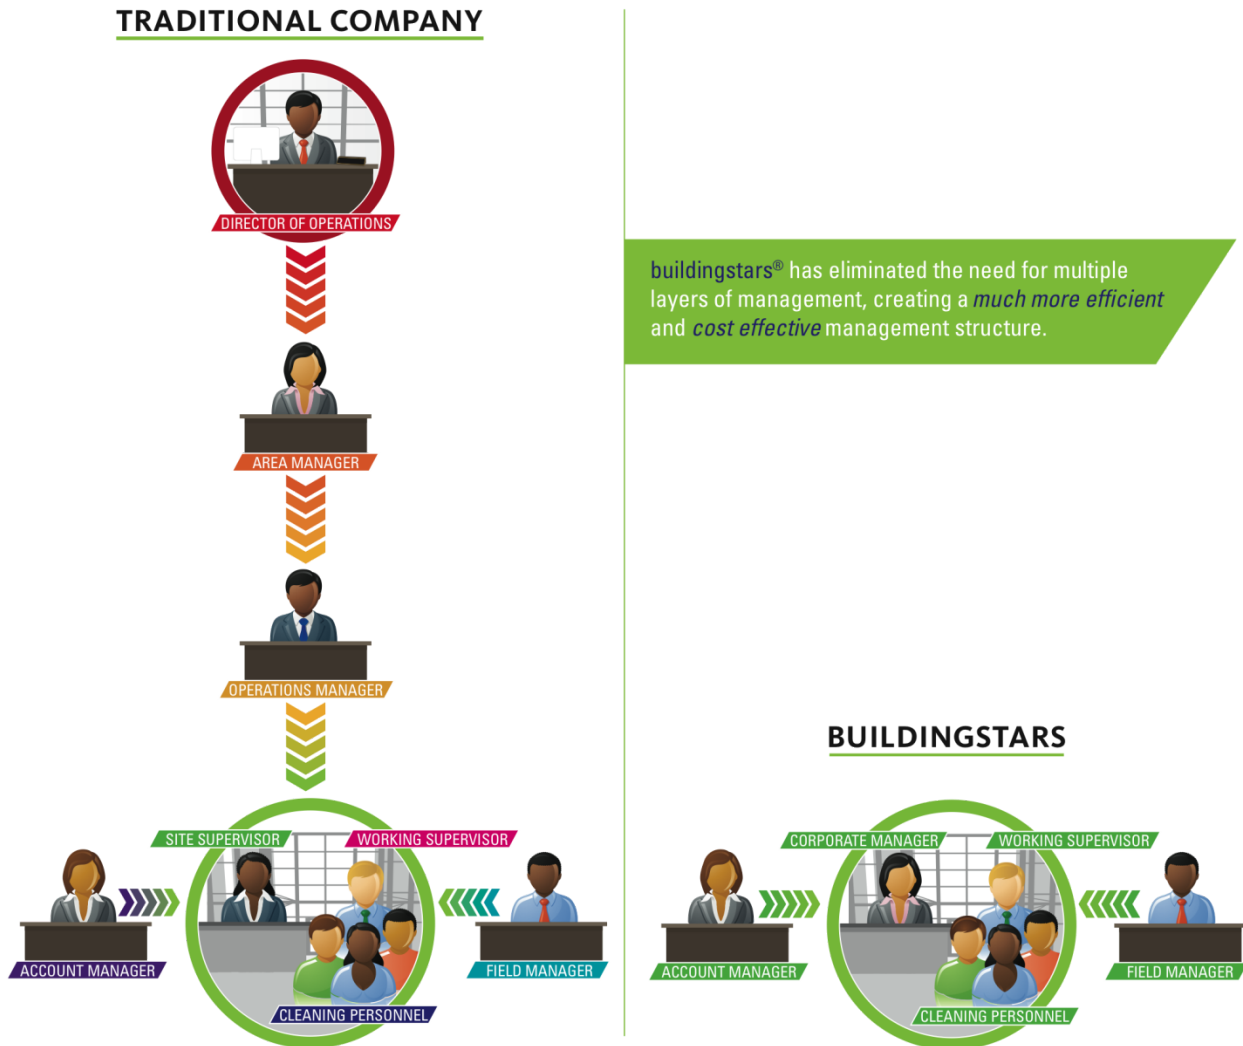 TRADITIONAL COMPANY
DIRECTOR OF OPERATIONS
AREA MANAGER
OPERATIONS MANAGER
SITE SUPERVISOR
WORKING SUPERVISOR
ACCOUNT MANAGER
FIELD MANAGER
CLEANING PERSONNEL
buildingstars® has eliminated the need for multiple
layers of management, creating a much more efficient
and cost effective management structure.
BUILDINGSTARS
CORPORATE MANAGER
WORKING SUPERVISOR
ACCOUNT MANAGER
FIELD MANAGER
CLEANING PERSONNEL